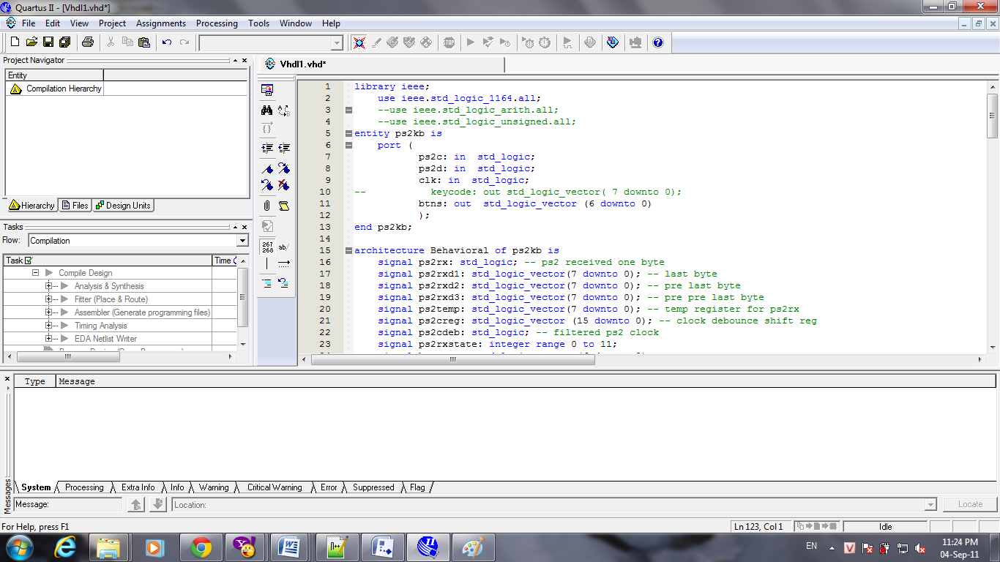 Quartus II - [Vhdl1.vhd*]
File Edit View Project Assignments Processing Tools Window Help
Project Navigator
Entity
Compilation Hierarchy
Hierarchy Files Design Units
Tasks
Flow: Compilation
Task Time
Compile Design
Analysis & Synthesis
Fitter (Place & Route)
Assembler (Generate programming files)
Timing Analysis
EDA Netlist Writer
Vhdl1.vhd*
267
268
ab/
1 library ieee;
2 use ieee.std_logic_1164.all;
3 --use ieee.std_logic_arith.all;
4 --use ieee.std_logic_unsigned.all;
5 entity ps2kb is
6 port (
7 ps2c: in std_logic;
8 ps2d: in std_logic;
9 clk: in std_logic;
10 -- keycode: out std_logic_vector( 7 downto 0);
11 btns: out std_logic_vector (6 downto 0)
12 );
13 end ps2kb;
14
15 architecture Behavioral of ps2kb is
16 signal ps2rx: std_logic; -- ps2 received one byte
17 signal ps2rxd1: std_logic_vector(7 downto 0); -- last byte
18 signal ps2rxd2: std_logic_vector(7 downto 0); -- pre last byte
19 signal ps2rxd3: std_logic_vector(7 downto 0); -- pre pre last byte
20 signal ps2temp: std_logic_vector(7 downto 0); -- temp register for ps2rx
21 signal ps2creg: std_logic_vector (15 downto 0); -- clock debounce shift reg
22 signal ps2cdeb: std_logic; -- filtered ps2 clock
23 signal ps2rxstate: integer range 0 to 11;
Type Message
System Processing Extra Info Info Warning Critical Warning Error Suppressed Flag
Messages
Message: Location: Locate
For Help, press F1 Ln 123, Col 1 Idle
EN 11:24 PM
04-Sep-11